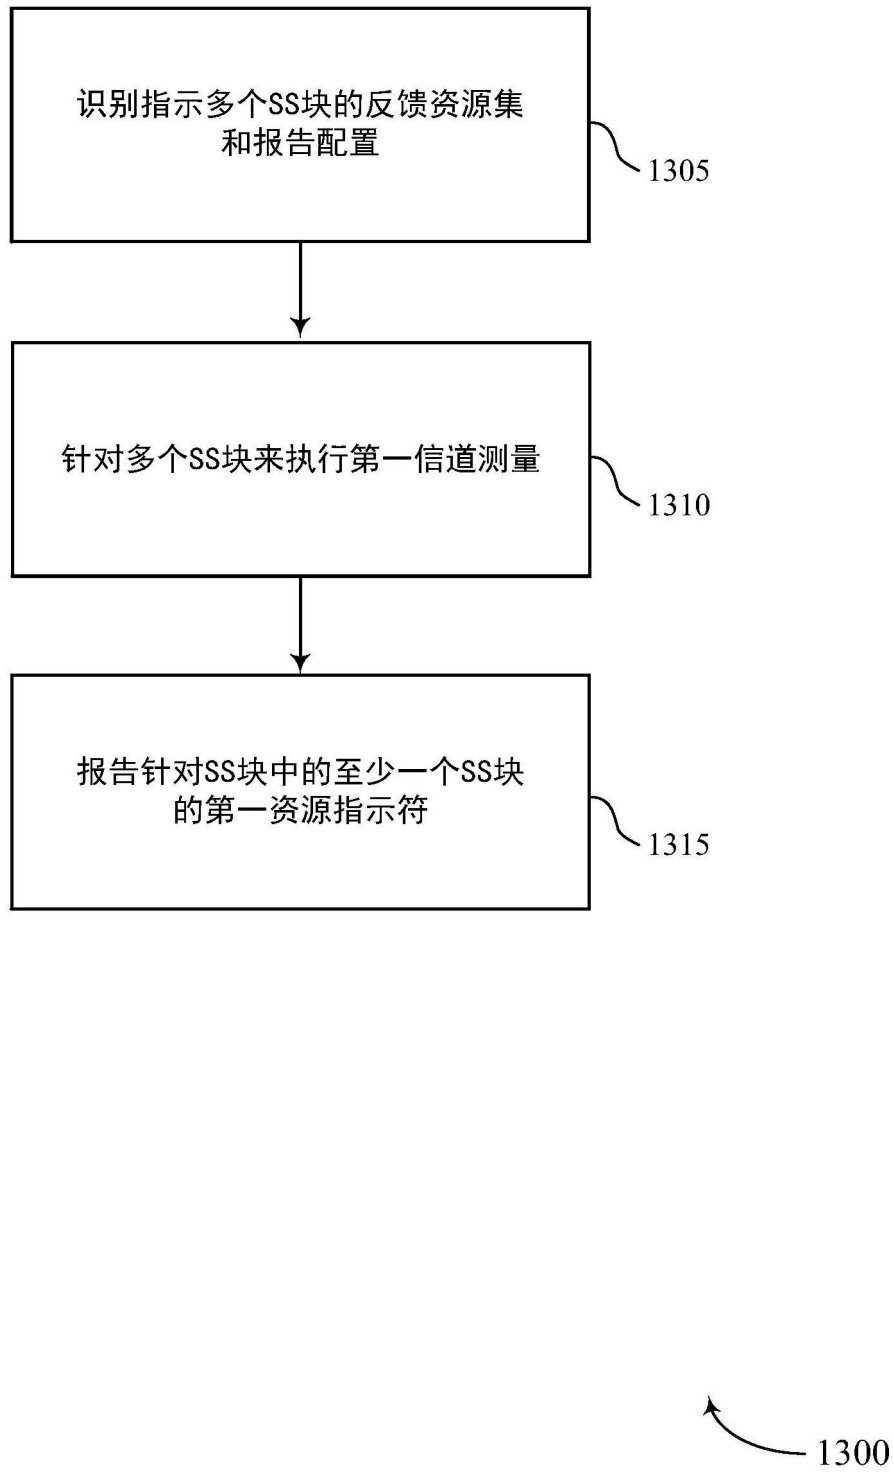 识别指示多个SS块的反馈资源集
和报告配置
1305
针对多个SS块来执行第一信道测量
1310
报告针对SS块中的至少一个SS块
的第一资源指示符
1315
1300